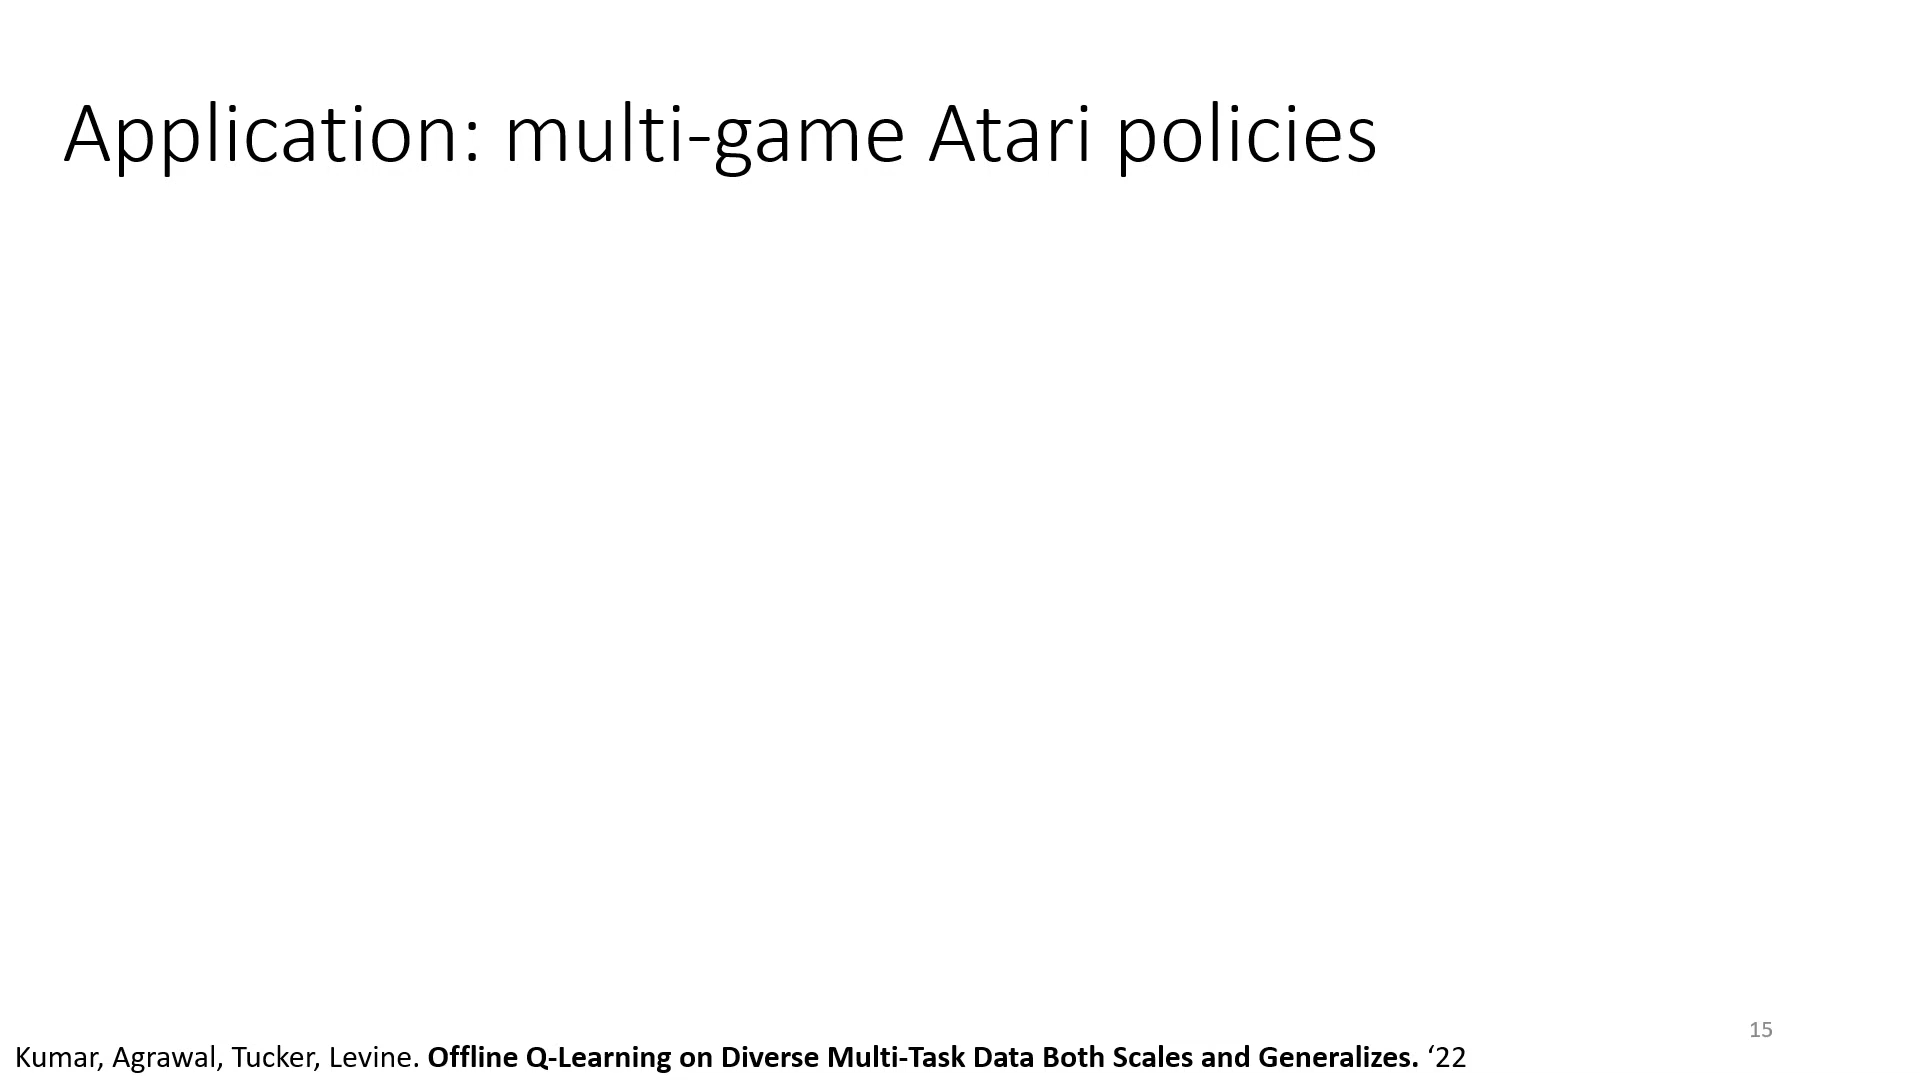 Application: multi-game Atari policies
15
Kumar, Agrawal, Tucker, Levine. Offline Q-Learning on Diverse Multi-Task Data Both Scales and Generalizes. ‘22